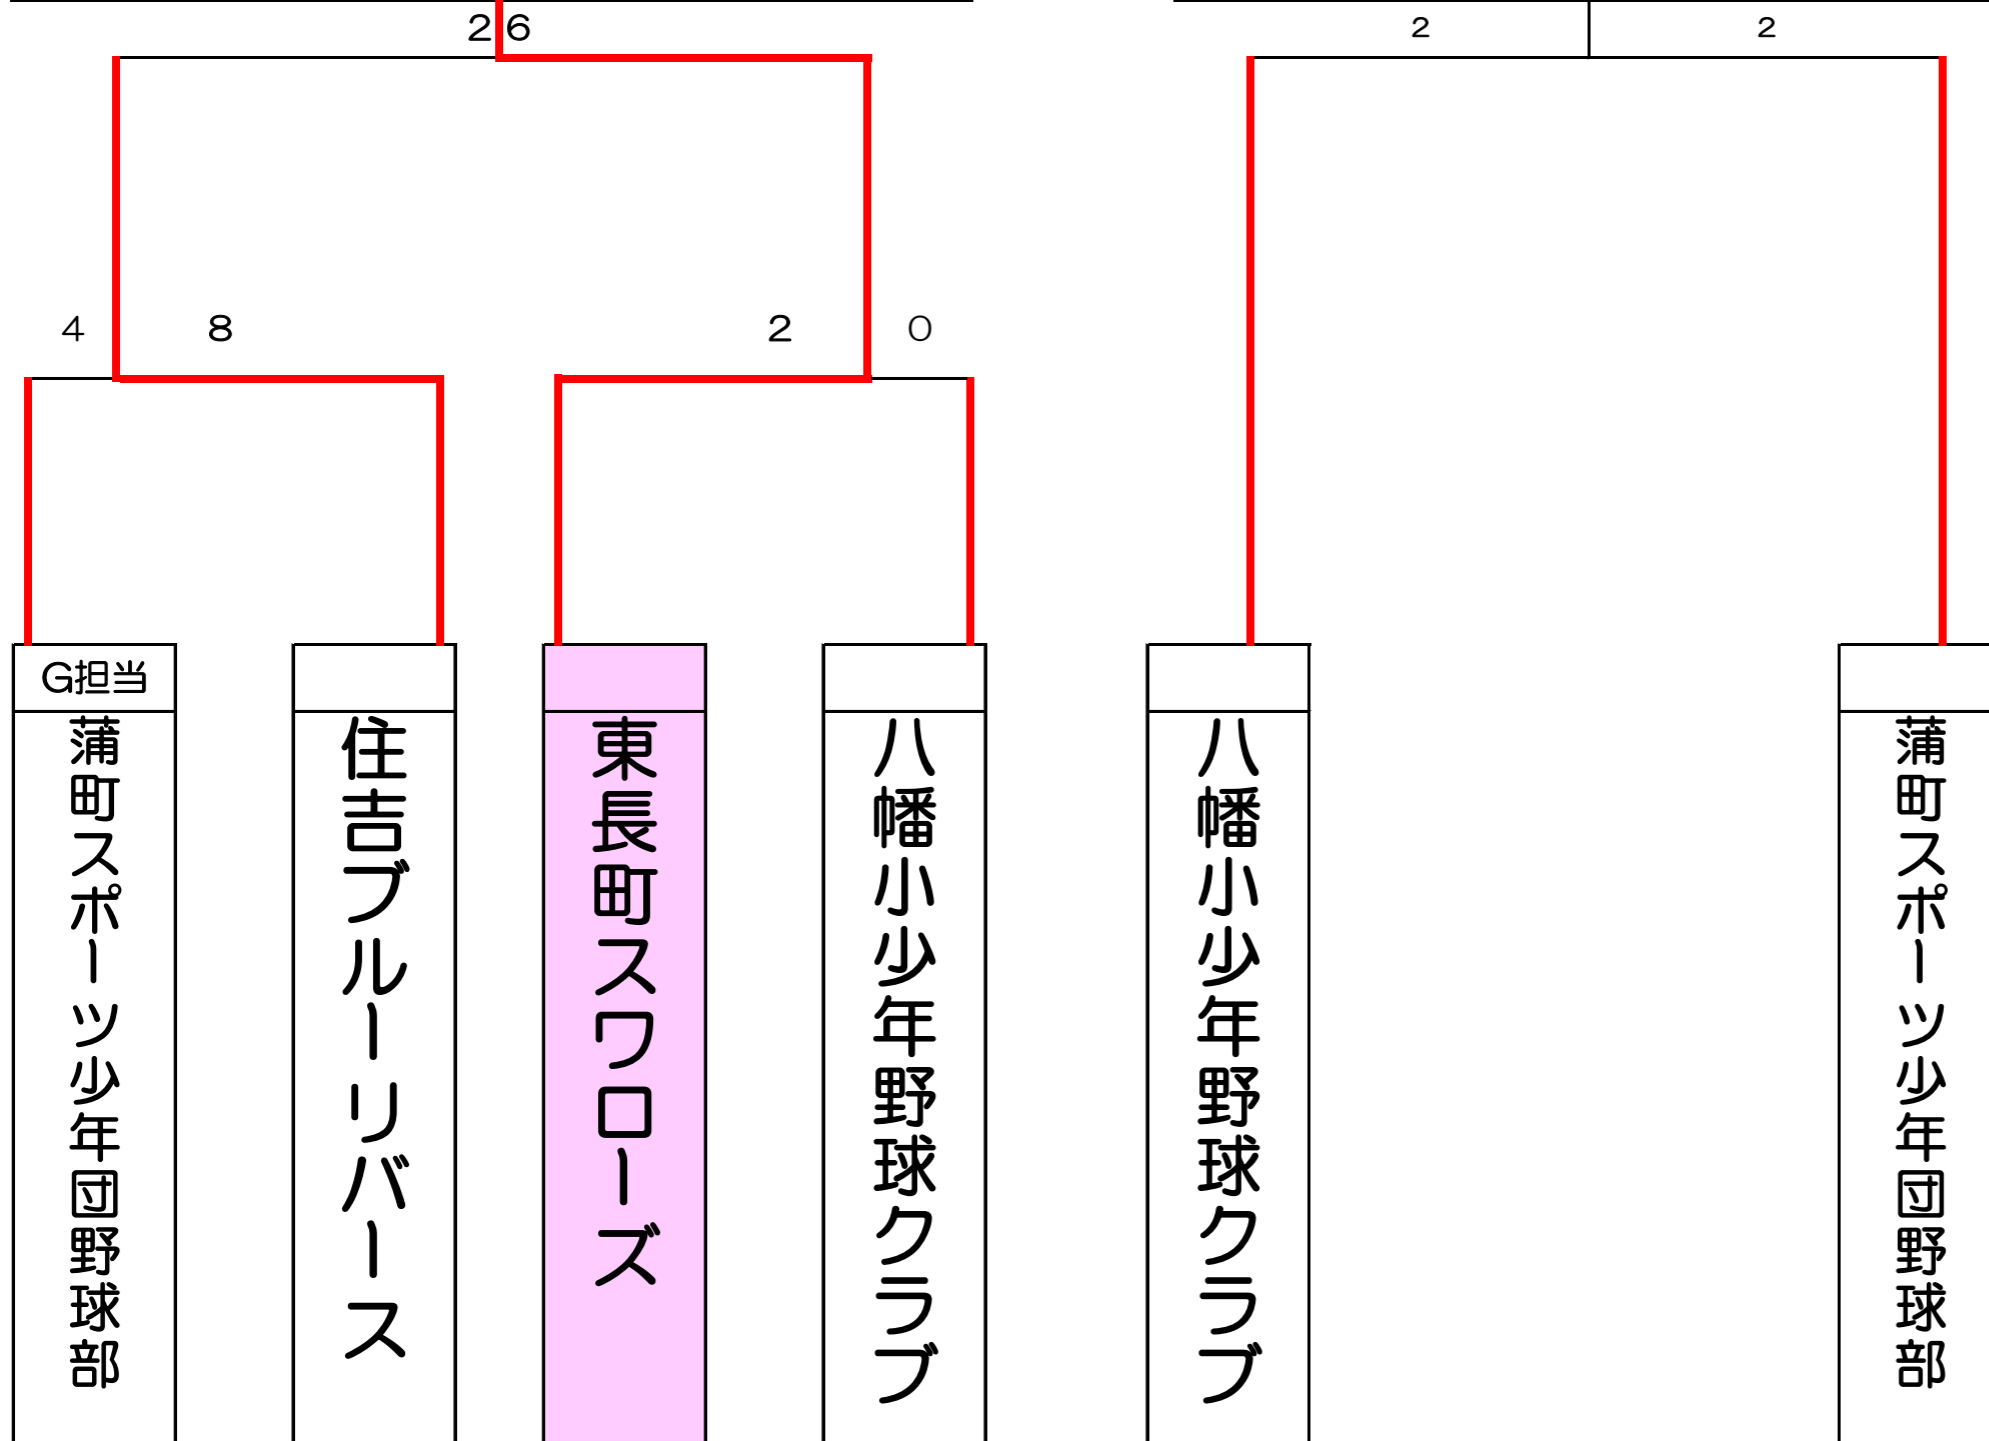 ２ 6
２
２
４
８
２
０
G担当
蒲町スポーツ少年団野球部
住吉ブルーリバース
東長町スワローズ
八幡小少年野球クラブ
八幡小少年野球クラブ
蒲町スポーツ少年団野球部